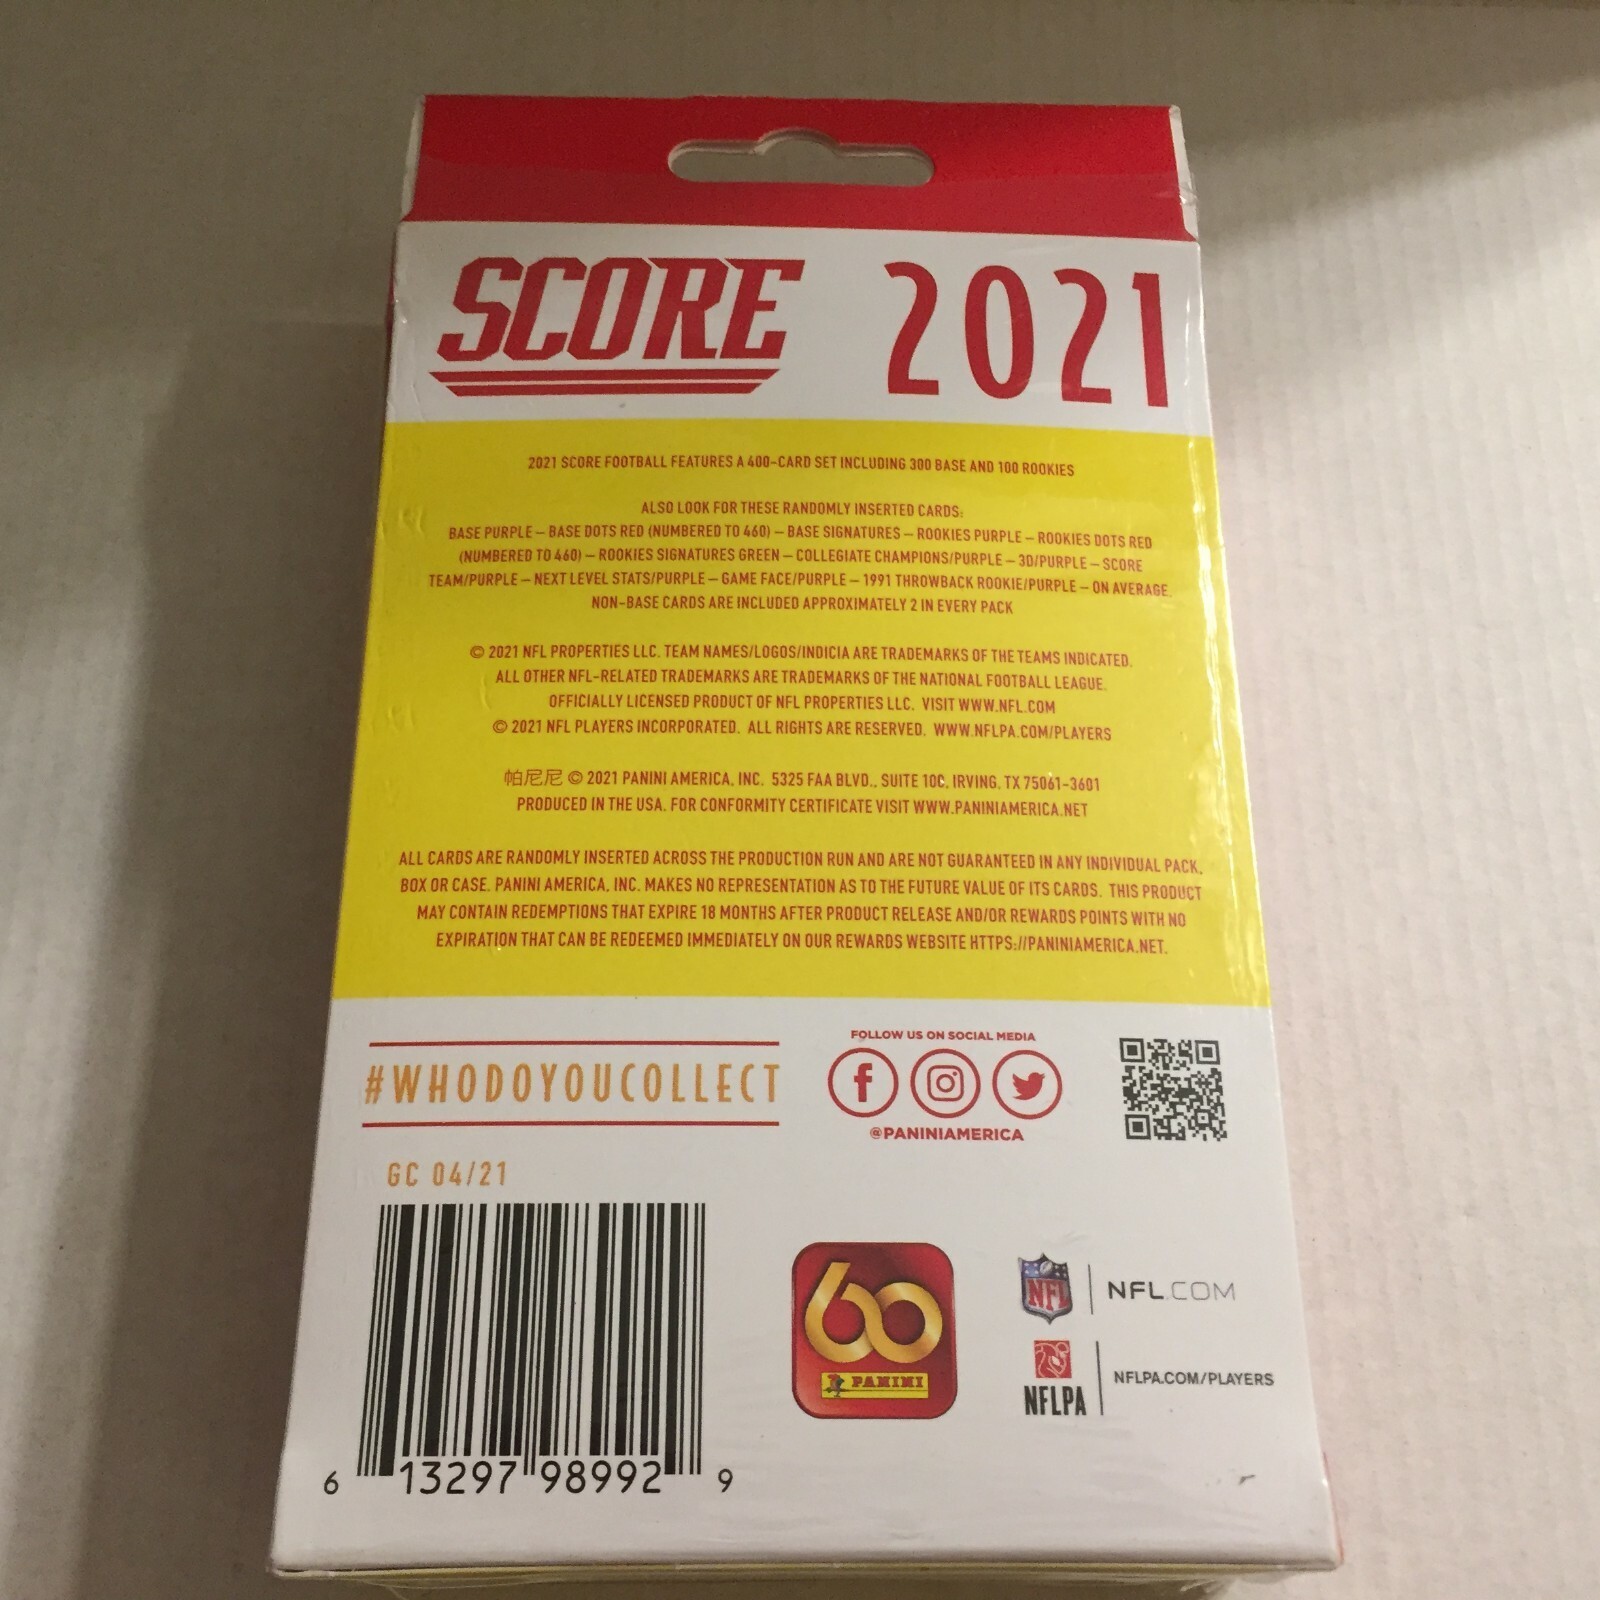 SCORE 2021
2021 SCORE FOOTBALL FEATURES A 400-CARD SET INCLUDING 300 BASE AND 100 ROOKIES
ALSO LOOK FOR THESE RANDOMLY INSERTED CARDS:
BASE PURPLE – BASE DOTS RED (NUMBERED TO 460) – BASE SIGNATURES – ROOKIES PURPLE – ROOKIES DOTS RED
(NUMBERED TO 460) – ROOKIES SIGNATURES GREEN – COLLEGIATE CHAMPIONS/PURPLE – 3D/PURPLE – SCORE
TEAM/PURPLE – NEXT LEVEL STATS/PURPLE – GAME FACE/PURPLE – 1991 THROWBACK ROOKIE/PURPLE – ON AVERAGE,
NON-BASE CARDS ARE INCLUDED APPROXIMATELY 2 IN EVERY PACK
© 2021 NFL PROPERTIES LLC. TEAM NAMES/LOGOS/INDICIA ARE TRADEMARKS OF THE TEAMS INDICATED.
ALL OTHER NFL-RELATED TRADEMARKS ARE TRADEMARKS OF THE NATIONAL FOOTBALL LEAGUE.
OFFICIALLY LICENSED PRODUCT OF NFL PROPERTIES LLC. VISIT WWW.NFL.COM
© 2021 NFL PLAYERS INCORPORATED. ALL RIGHTS ARE RESERVED. WWW.NFLPA.COM/PLAYERS
帕尼尼 © 2021 PANINI AMERICA, INC. 5325 FAA BLVD., SUITE 100, IRVING, TX 75061-3601
PRODUCED IN THE USA. FOR CONFORMITY CERTIFICATE VISIT WWW.PANINIAMERICA.NET
ALL CARDS ARE RANDOMLY INSERTED ACROSS THE PRODUCTION RUN AND ARE NOT GUARANTEED IN ANY INDIVIDUAL PACK,
BOX OR CASE. PANINI AMERICA, INC. MAKES NO REPRESENTATION AS TO THE FUTURE VALUE OF ITS CARDS. THIS PRODUCT
MAY CONTAIN REDEMPTIONS THAT EXPIRE 18 MONTHS AFTER PRODUCT RELEASE AND/OR REWARDS POINTS WITH NO
EXPIRATION THAT CAN BE REDEEMED IMMEDIATELY ON OUR REWARDS WEBSITE HTTPS://PANINIAMERICA.NET.
#WHODOYOUCOLLECT
FOLLOW US ON SOCIAL MEDIA
@PANINIAMERICA
GC 04/21
6 13297 98992 9
60
PANINI
NFL
NFL.COM
NFLPA
NFLPA.COM/PLAYERS